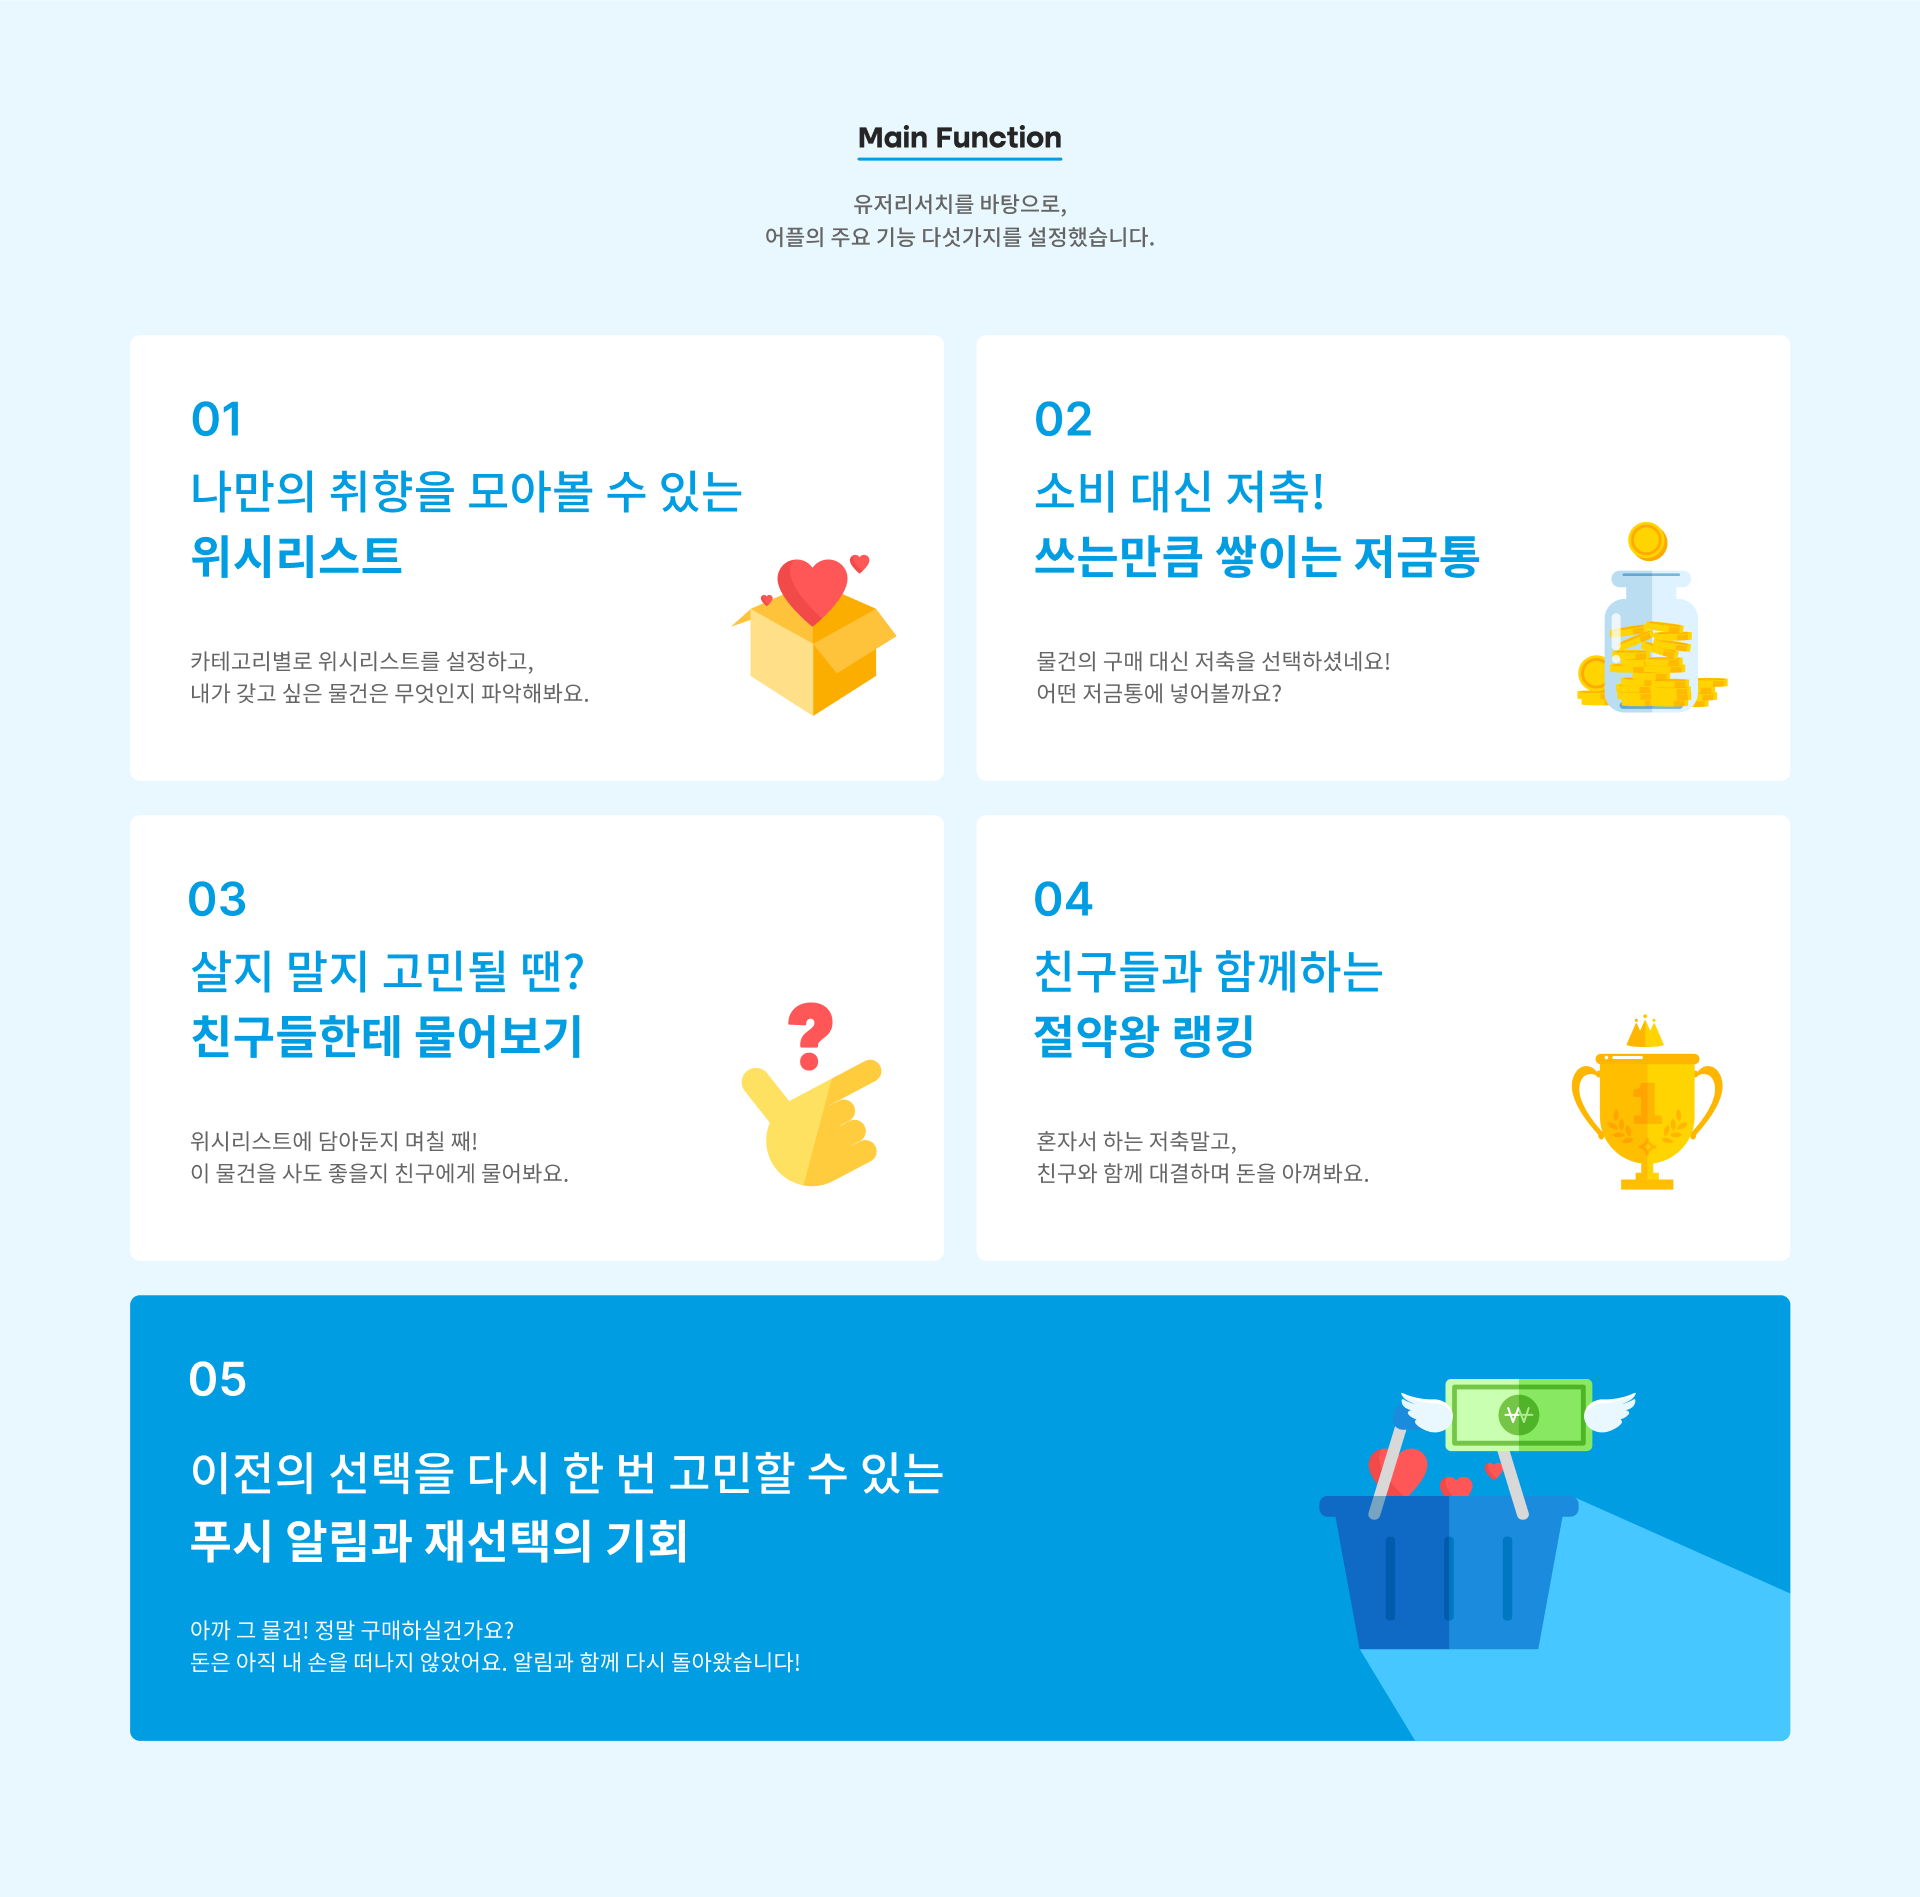 Main Function
유저리서치를 바탕으로,
어플의 주요 기능 다섯가지를 설정했습니다.
01
나만의 취향을 모아볼 수 있는
위시리스트
카테고리별로 위시리스트를 설정하고,
내가 갖고 싶은 물건은 무엇인지 파악해봐요.
02
소비 대신 저축!
쓰는만큼 쌓이는 저금통
물건의 구매 대신 저축을 선택하셨네요!
어떤 저금통에 넣어볼까요?
03
살지 말지 고민될 땐?
친구들한테 물어보기
위시리스트에 담아둔지 며칠 째!
이 물건을 사도 좋을지 친구에게 물어봐요.
?
04
친구들과 함께하는
절약왕 랭킹
혼자서 하는 저축말고,
친구와 함께 대결하며 돈을 아껴봐요.
1
05
이전의 선택을 다시 한 번 고민할 수 있는
푸시 알림과 재선택의 기회
아까 그 물건! 정말 구매하실건가요?
돈은 아직 내 손을 떠나지 않았어요. 알림과 함께 다시 돌아왔습니다!
₩